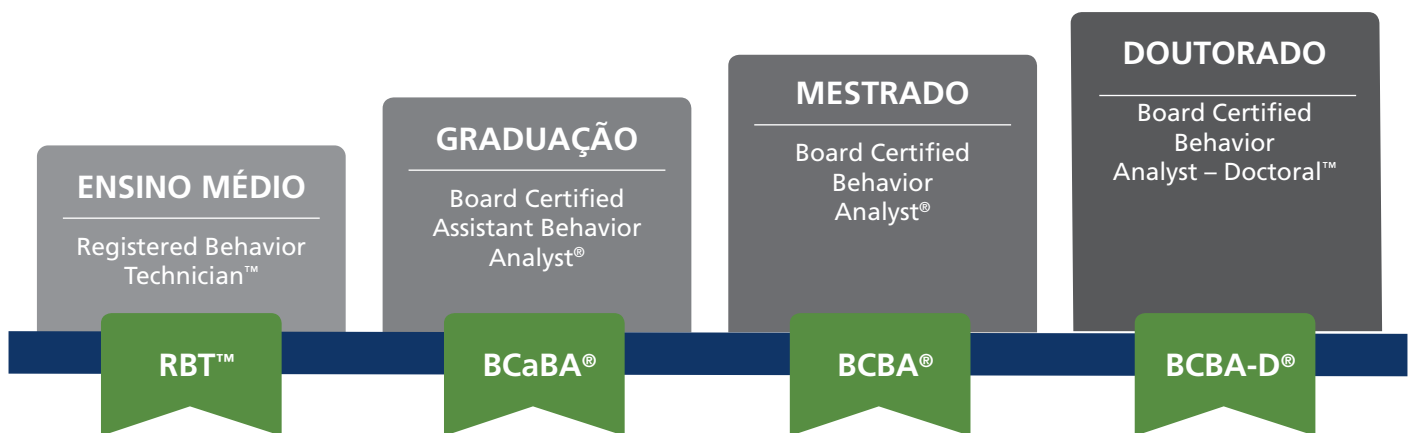 ENSINO MÉDIO
Registered Behavior
Technician™
RBT™
GRADUAÇÃO
Board Certified
Assistant Behavior
Analyst®
BCaBA®
MESTRADO
Board Certified
Behavior
Analyst®
BCBA®
DOUTORADO
Board Certified
Behavior
Analyst – Doctoral™
BCBA-D®